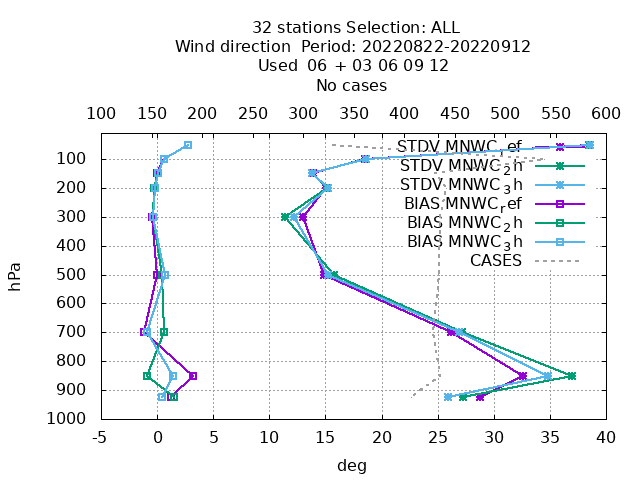 32 stations Selection: ALL
Wind direction  Period: 20220822-20220912
Used  06 + 03 06 09 12
No cases
100 150 200 250 300 350 400 450 500 550 600
STDV MNWC_ref
STDV MNWC_2h
STDV MNWC_3h
BIAS MNWC_ref
BIAS MNWC_2h
BIAS MNWC_3h
CASES
hPa
100
200
300
400
500
600
700
800
900
1000
-5 0 5 10 15 20 25 30 35 40
deg